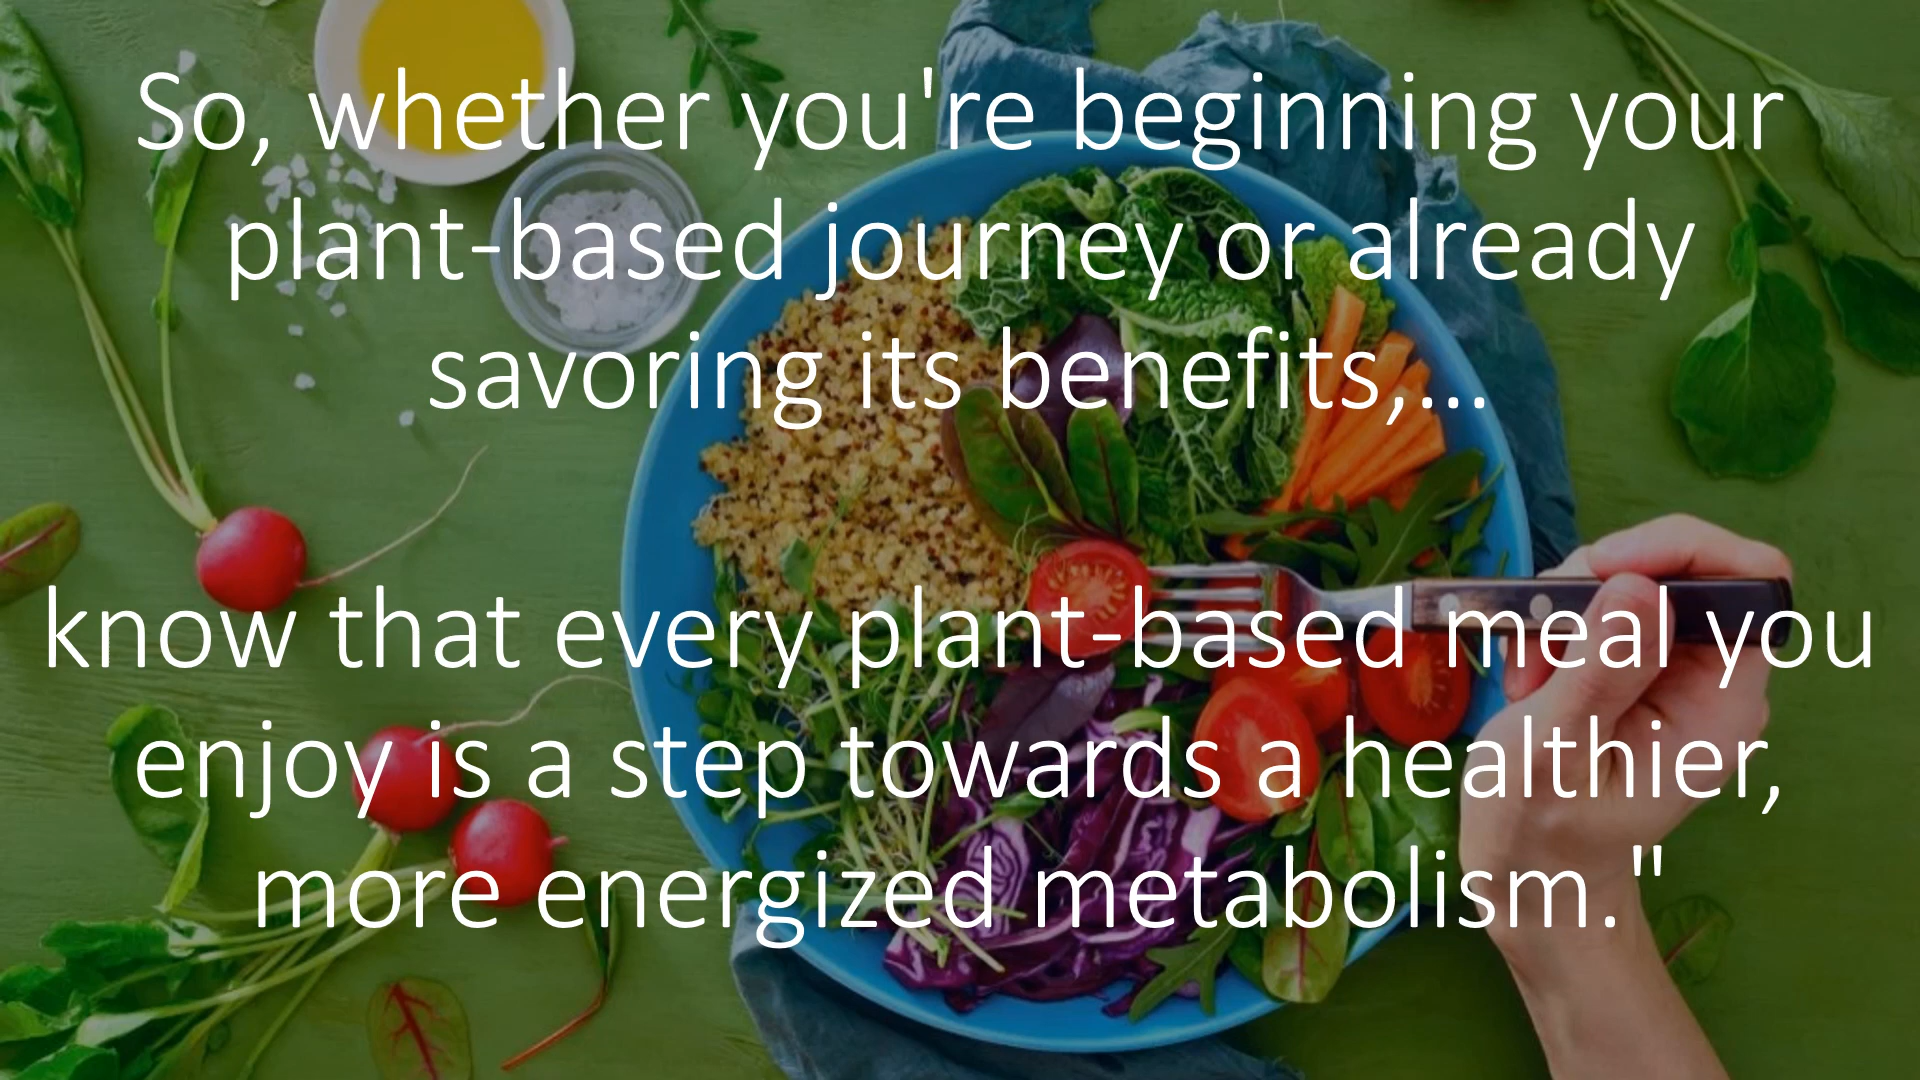 So, whether you're beginning your
plant-based journey or already
savoring its benefits,...
know that every plant-based meal you
enjoy is a step towards a healthier,
more energized metabolism."